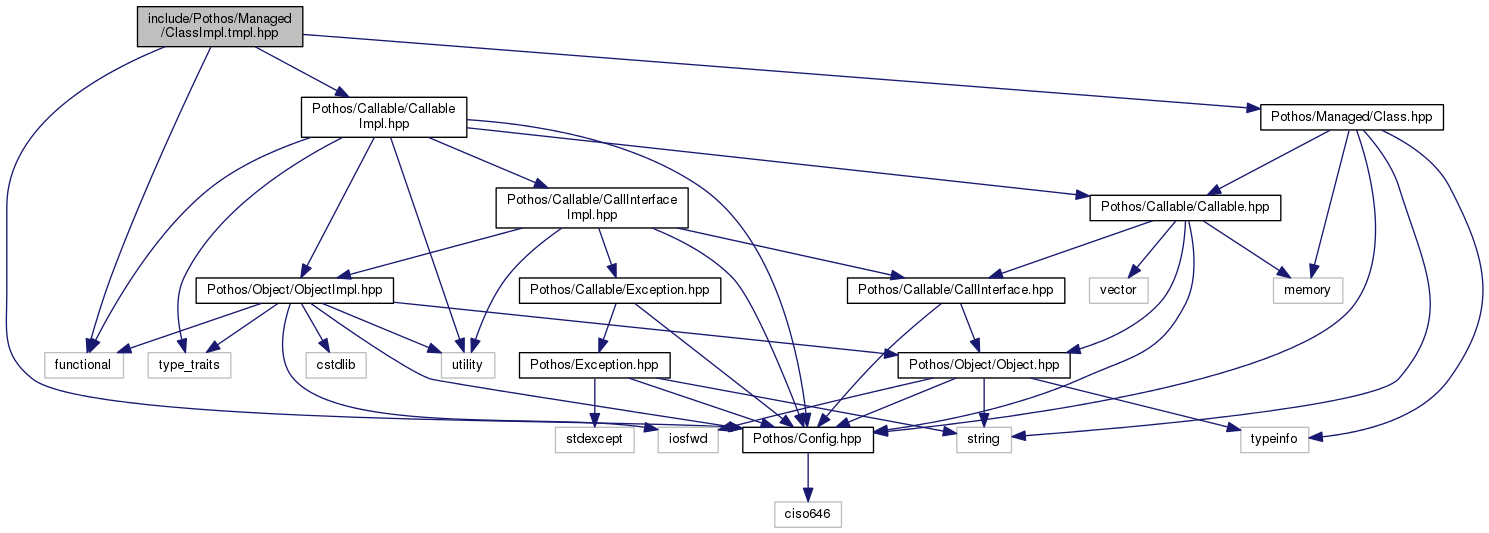 include/Pothos/Managed
/ClassImpl.tmpl.hpp
Pothos/Callable/Callable
Impl.hpp
Pothos/Managed/Class.hpp
Pothos/Callable/CallInterface
Impl.hpp
Pothos/Callable/Callable.hpp
Pothos/Object/ObjectImpl.hpp
Pothos/Callable/Exception.hpp
Pothos/Callable/CallInterface.hpp
vector
memory
functional
type_traits
cstdlib
utility
Pothos/Exception.hpp
Pothos/Object/Object.hpp
stdexcept
iosfwd
Pothos/Config.hpp
string
typeinfo
ciso646